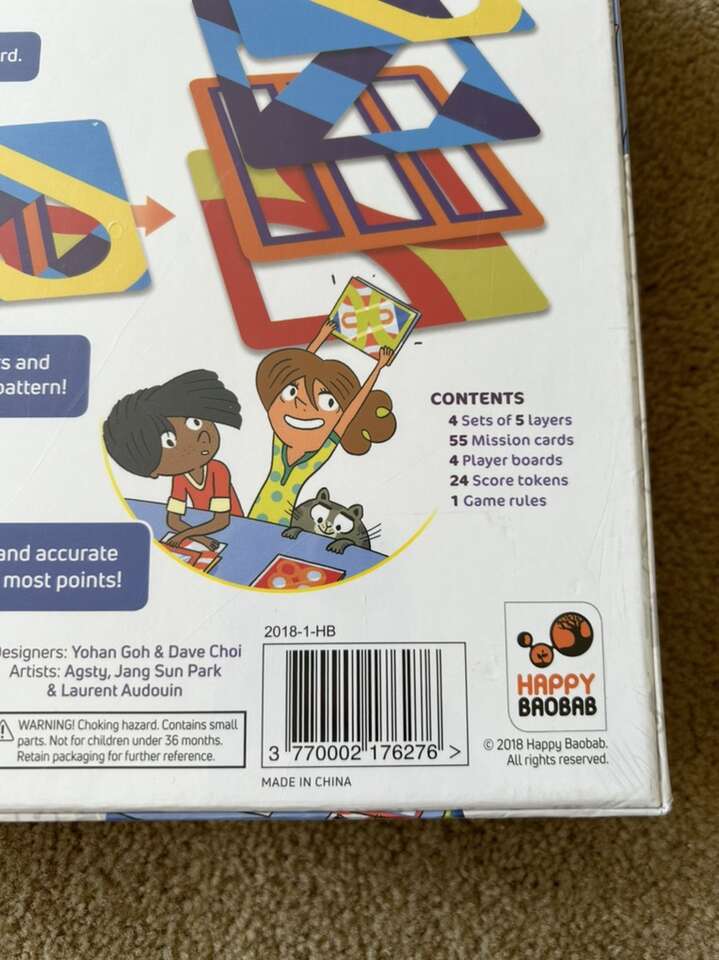 rd.
s and
pattern!
CONTENTS
4 Sets of 5 layers
55 Mission cards
4 Player boards
24 Score tokens
1 Game rules
and accurate
most points!
esigners: Yohan Goh & Dave Choi
Artists: Agsty, Jang Sun Park
& Laurent Audouin
WARNING! Choking hazard. Contains small
parts. Not for children under 36 months.
Retain packaging for further reference.
2018-1-HB
3 770002 176276 >
MADE IN CHINA
HAPPY
BAOBAB
© 2018 Happy Baobab.
All rights reserved.